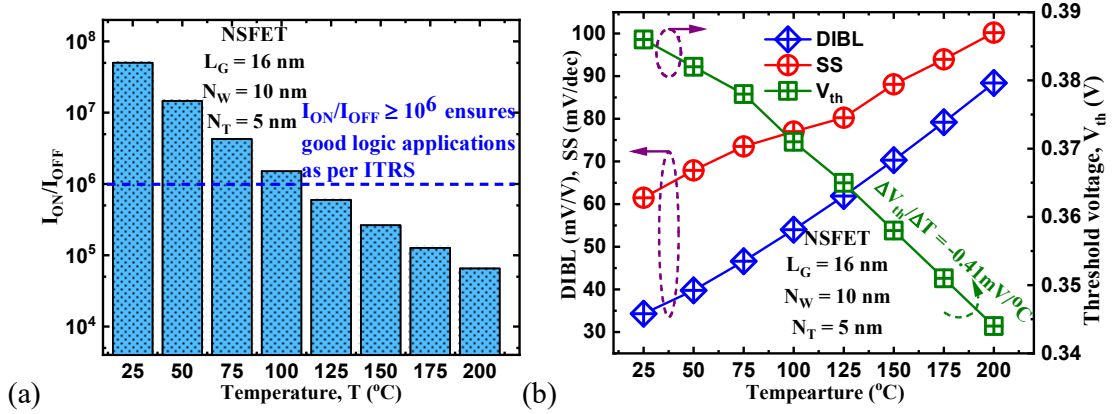 10⁸
10⁷
10⁶
10⁵
10⁴
I_ON/I_OFF
NSFET
L_G = 16 nm
N_W = 10 nm
N_T = 5 nm
I_ON/I_OFF ≥ 10⁶ ensures
good logic applications
as per ITRS
25 50 75 100 125 150 175 200
Temperature, T (ºC)
(a)
100
90
80
70
60
50
40
30
DIBL (mV/V), SS (mV/dec)
DIBL
SS
V_th
ΔV_th/ΔT = -0.41mV/ºC
NSFET
L_G = 16 nm
N_W = 10 nm
N_T = 5 nm
0.39
0.38
0.37
0.36
0.35
0.34
Threshold voltage, V_th (V)
25 50 75 100 125 150 175 200
Tempearture (ºC)
(b)